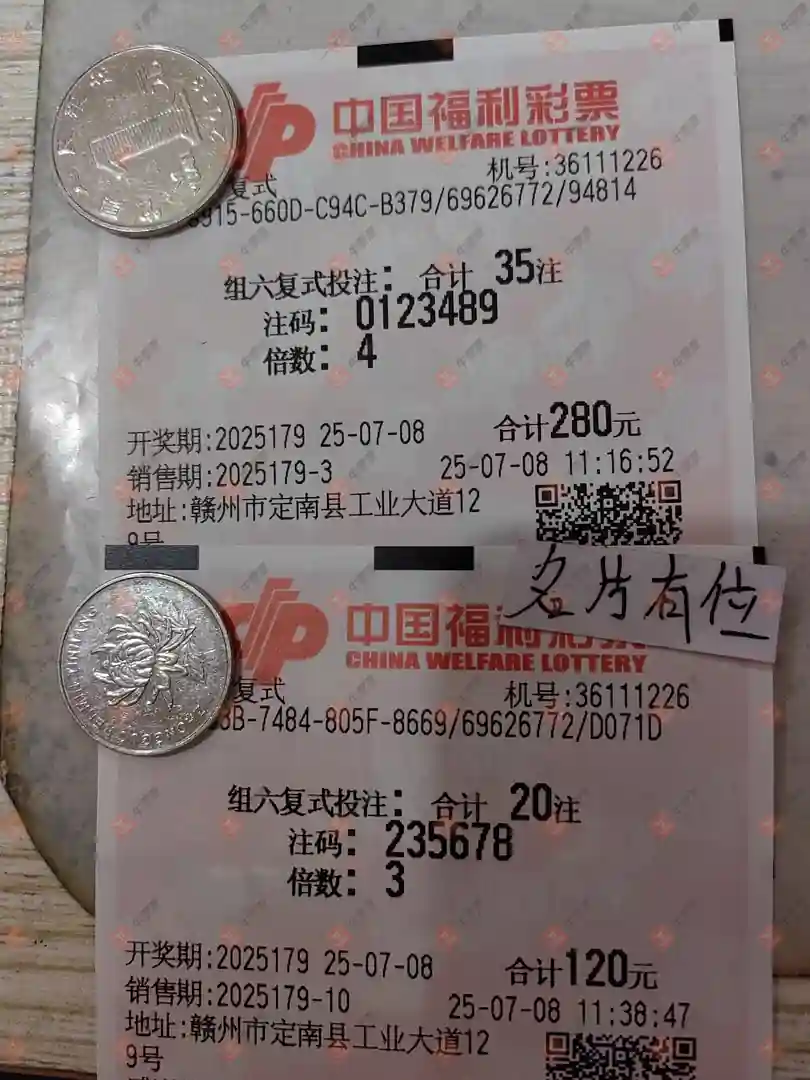 中国福利彩票
CHINA WELFARE LOTTERY
机号:36111226
复式
915-660D-C94C-B379/69626772/94814
组六复式投注: 合计 35注
注码: 0123489
倍数: 4
开奖期:2025179 25-07-08 合计280元
销售期:2025179-3 25-07-08 11:16:52
地址:赣州市定南县工业大道12
9号
名片有位
中国福利彩票
CHINA WELFARE LOTTERY
复式 机号:36111226
3B-7484-805F-8669/69626772/D071D
组六复式投注: 合计 20注
注码: 235678
倍数: 3
开奖期:2025179 25-07-08 合计120元
销售期:2025179-10 25-07-08 11:38:47
地址:赣州市定南县工业大道12
9号